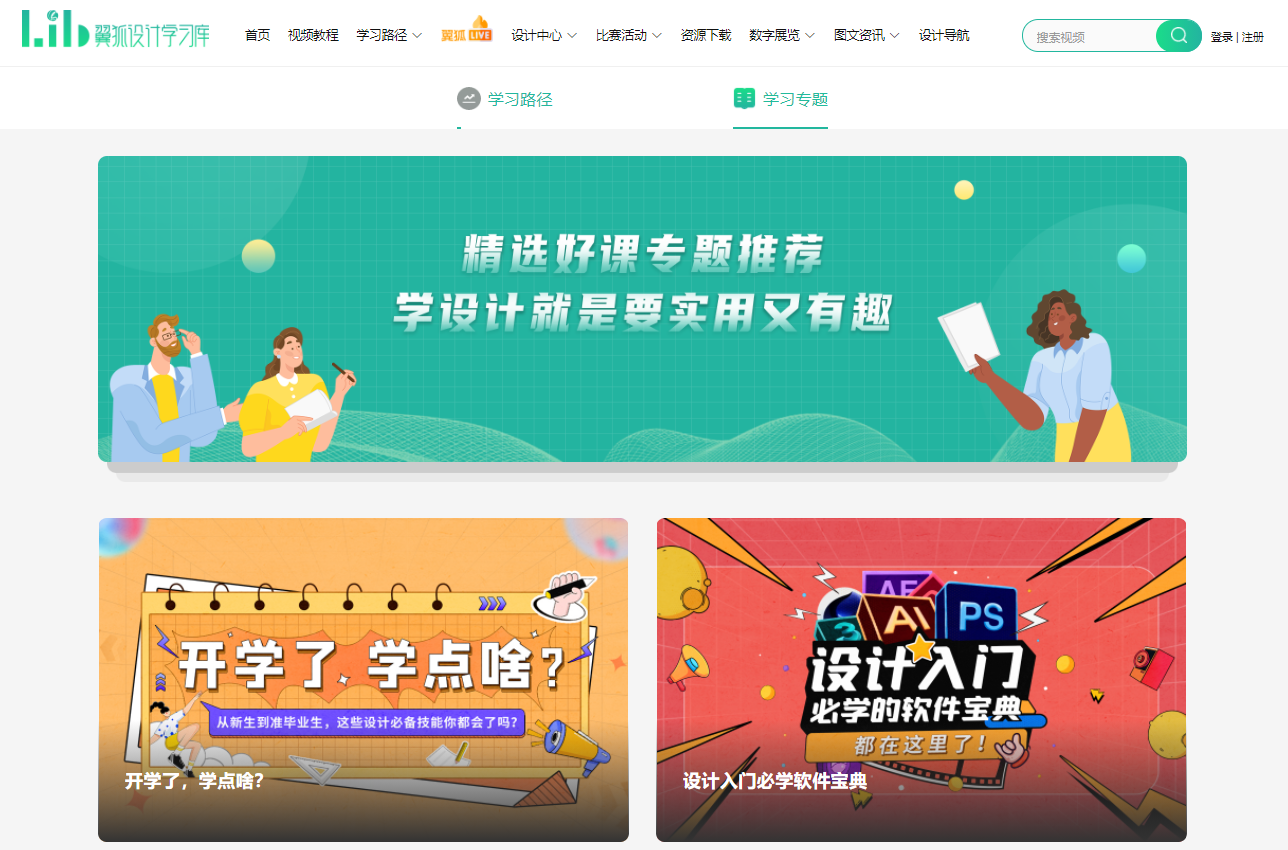 Lib 翼狐设计学习库
首页 视频教程 学习路径 翼狐 LIVE 设计中心 比赛活动 资源下载 数字展览 图文资讯 设计导航
搜索视频
登录 | 注册
学习路径 学习专题
精选好课专题推荐
学设计就是要实用又有趣
开学了 学点啥？
从新生到准毕业生，这些设计必备技能你都会了吗？
开学了，学点啥?
AE
3
AI
PS
设计入门
必学的软件宝典
都在这里了！
设计入门必学软件宝典